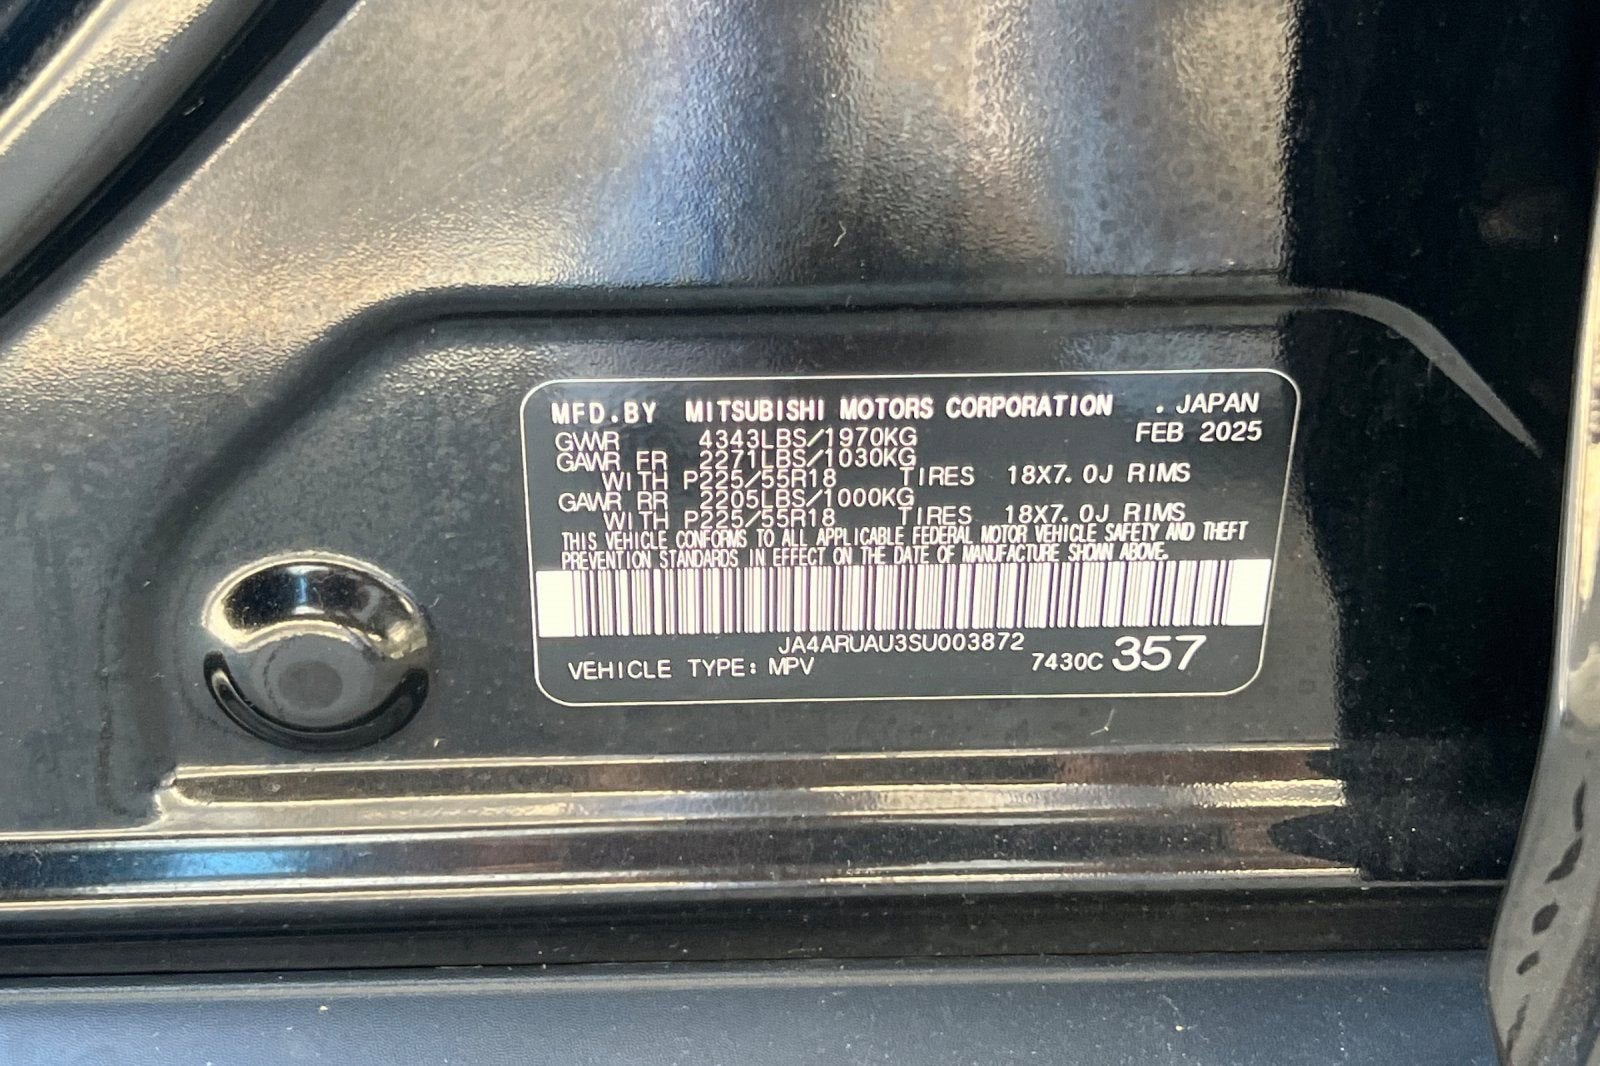 MFD.BY MITSUBISHI MOTORS CORPORATION . JAPAN
FEB 2025
GVWR 4343LBS/1970KG
GAWR FR 2271LBS/1030KG
WITH P225/55R18 TIRES 18X7.0J RIMS
GAWR RR 2205LBS/1000KG
WITH P225/55R18 TIRES 18X7.0J RIMS
THIS VEHICLE CONFORMS TO ALL APPLICABLE FEDERAL MOTOR VEHICLE SAFETY AND THEFT
PREVENTION STANDARDS IN EFFECT ON THE DATE OF MANUFACTURE SHOWN ABOVE.
JA4ARUAU3SU003872
VEHICLE TYPE: MPV 7430C 357